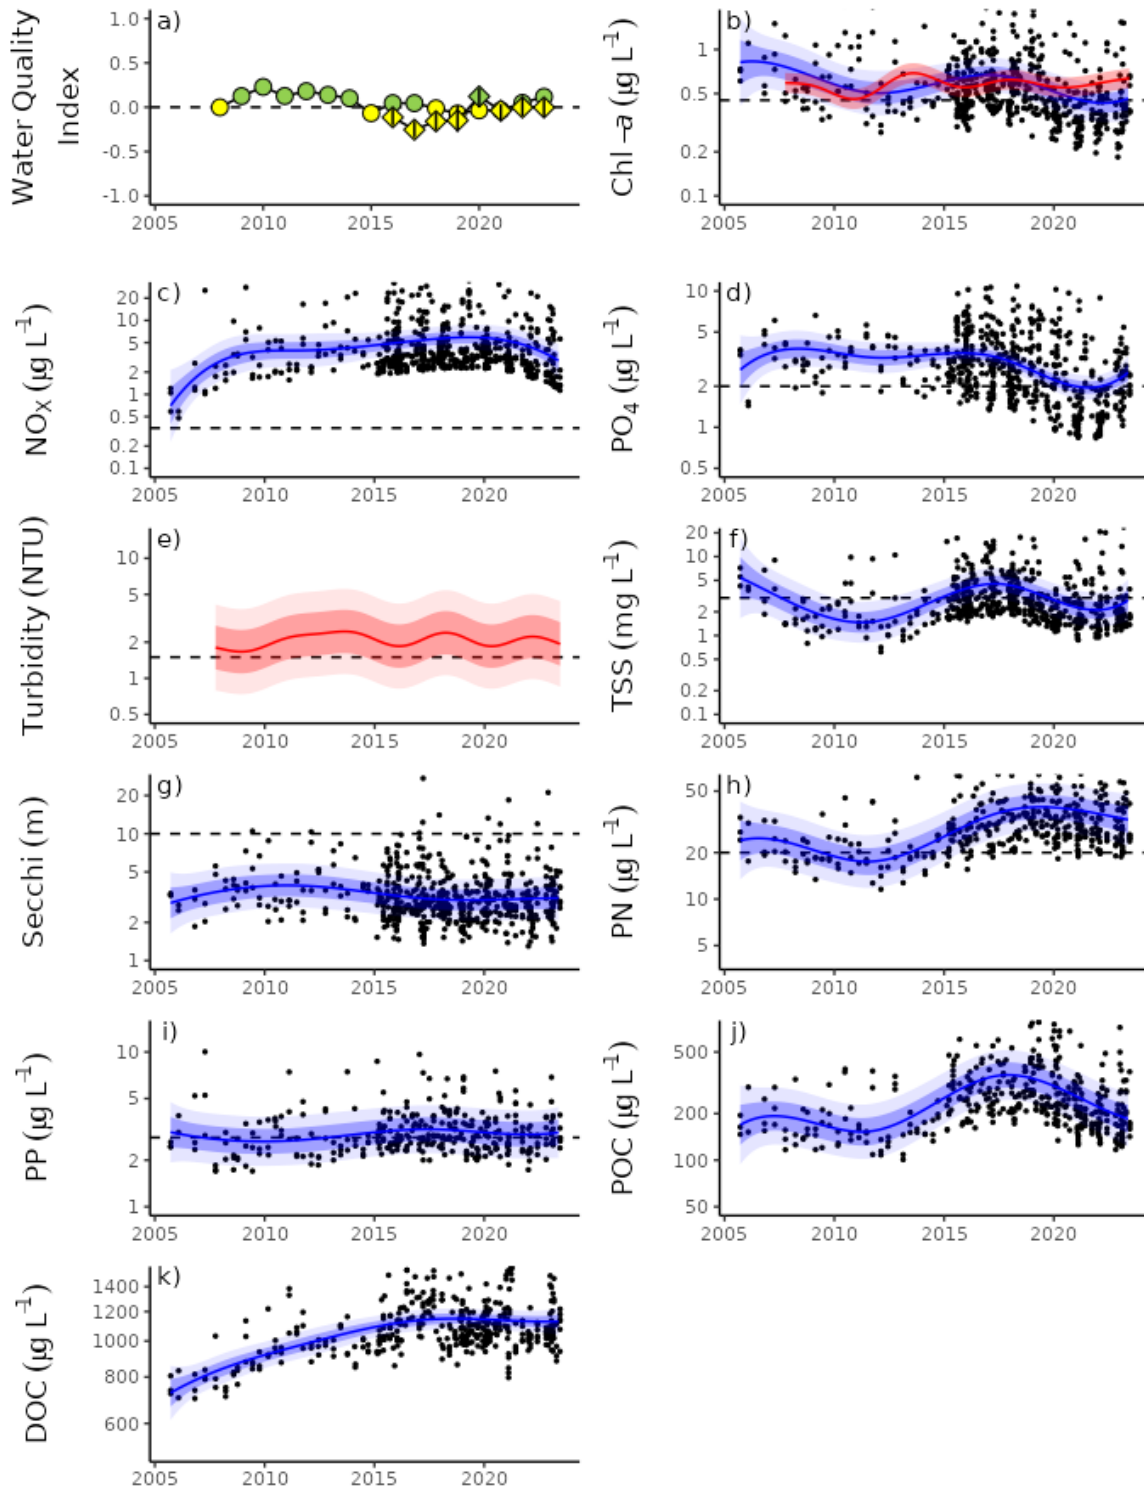 a)
Water Quality
Index
1.0
0.5
0.0
-0.5
-1.0
2005 2010 2015 2020
b)
Chl −a (µg L⁻¹)
1
0.5
0.2
0.1
2005 2010 2015 2020
c)
NOₓ (µg L⁻¹)
20
10
5
2
1
0.5
0.2
0.1
2005 2010 2015 2020
d)
PO₄ (µg L⁻¹)
10
5
2
1
0.5
2005 2010 2015 2020
e)
Turbidity (NTU)
10
5
2
1
0.5
2005 2010 2015 2020
f)
TSS (mg L⁻¹)
20
10
5
2
1
0.5
0.2
0.1
2005 2010 2015 2020
g)
Secchi (m)
20
10
5
2
1
2005 2010 2015 2020
h)
PN (µg L⁻¹)
50
20
10
5
2005 2010 2015 2020
i)
PP (µg L⁻¹)
10
5
2
1
2005 2010 2015 2020
j)
POC (µg L⁻¹)
500
200
100
50
2005 2010 2015 2020
k)
DOC (µg L⁻¹)
1400
1200
1000
800
600
2005 2010 2015 2020